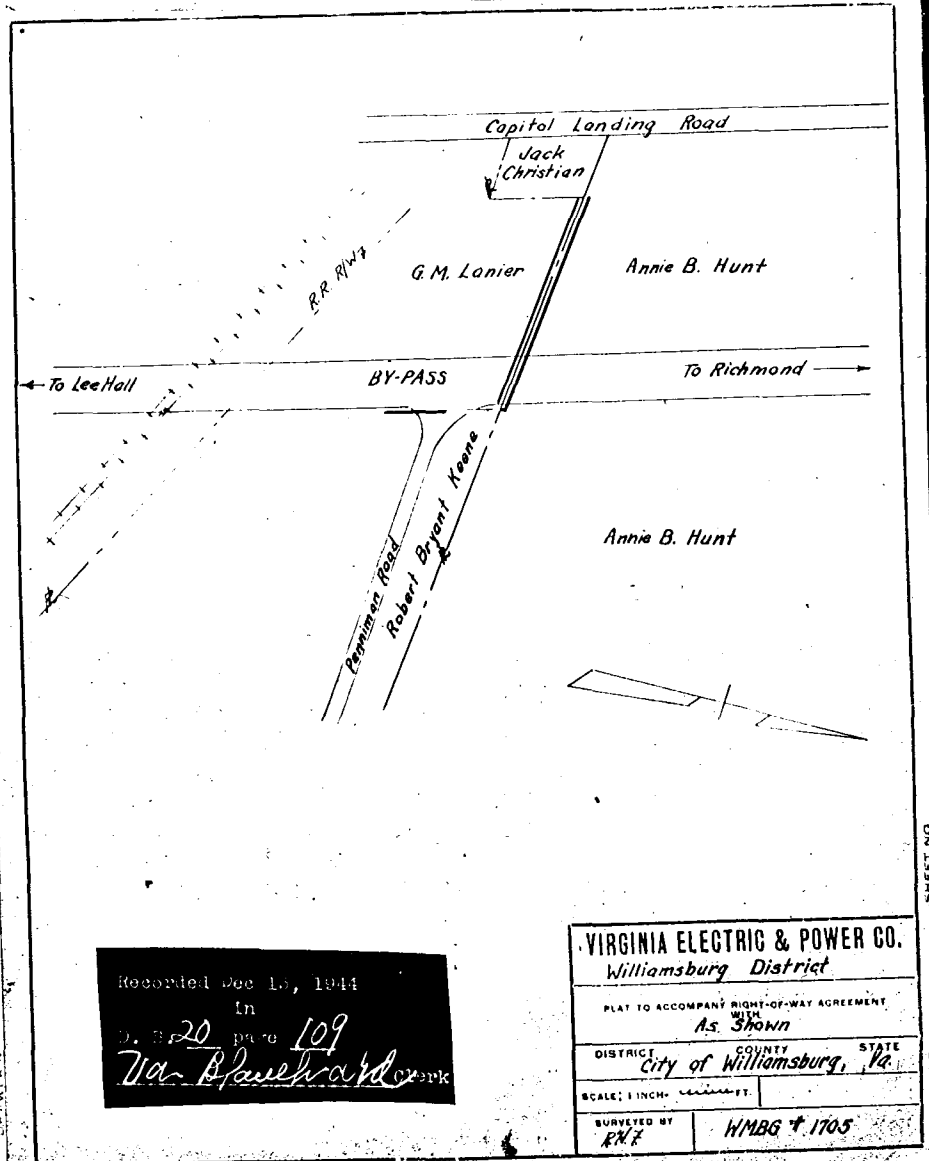 Capitol Landing Road
Jack
Christian
R.R. R/W
G.M. Lanier
Annie B. Hunt
← To Lee Hall
BY-PASS
To Richmond →
Penniman Road
Robert Bryant Keene
Annie B. Hunt
SHEET NO
Recorded Dec 13, 1944
in
D. B. 20 page 109
Clerk
VIRGINIA ELECTRIC & POWER CO.
Williamsburg District
PLAT TO ACCOMPANY RIGHT-OF-WAY AGREEMENT
WITH
As Shown
DISTRICT COUNTY STATE
City of Williamsburg, Va.
SCALE: 1 INCH= FT.
SURVEYED BY
WMBG # 1705